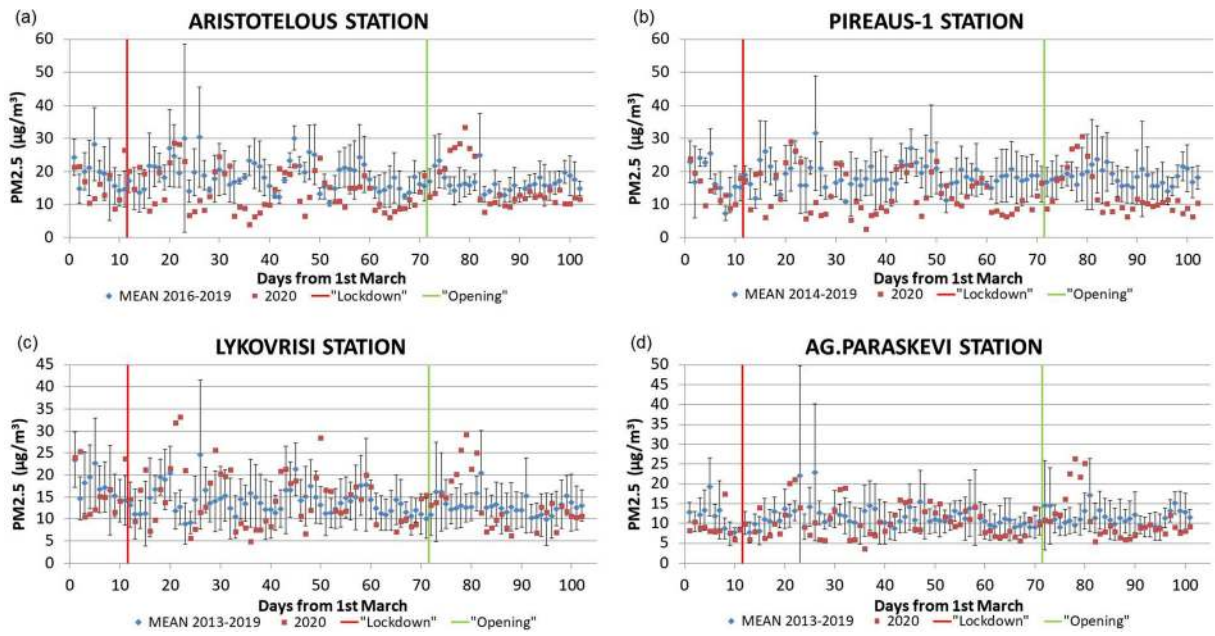 (a)
ARISTOTELOUS STATION
60
50
40
30
20
10
0
PM2.5 (µg/m³)
0 10 20 30 40 50 60 70 80 90 100
Days from 1st March
MEAN 2016-2019 2020 "Lockdown" "Opening"
(b)
PIREAUS-1 STATION
60
50
40
30
20
10
0
PM2.5 (µg/m³)
0 10 20 30 40 50 60 70 80 90 100
Days from 1st March
MEAN 2014-2019 2020 "Lockdown" "Opening"
(c)
LYKOVRISI STATION
45
40
35
30
25
20
15
10
5
0
PM2.5 (µg/m³)
0 10 20 30 40 50 60 70 80 90 100
Days from 1st March
MEAN 2013-2019 2020 "Lockdown" "Opening"
(d)
AG.PARASKEVI STATION
50
45
40
35
30
25
20
15
10
5
0
PM2.5 (µg/m³)
0 10 20 30 40 50 60 70 80 90 100
Days from 1st March
MEAN 2013-2019 2020 "Lockdown" "Opening"